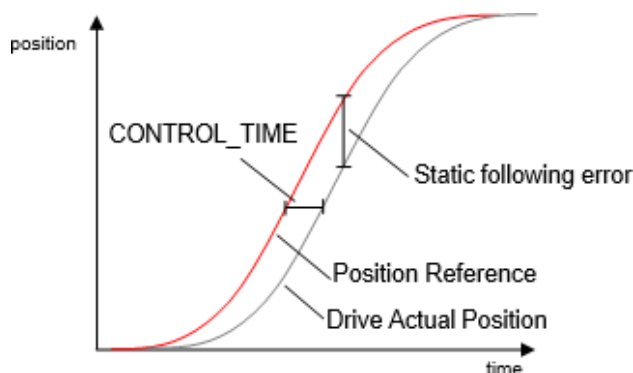 position
CONTROL_TIME
Static following error
Position Reference
Drive Actual Position
time